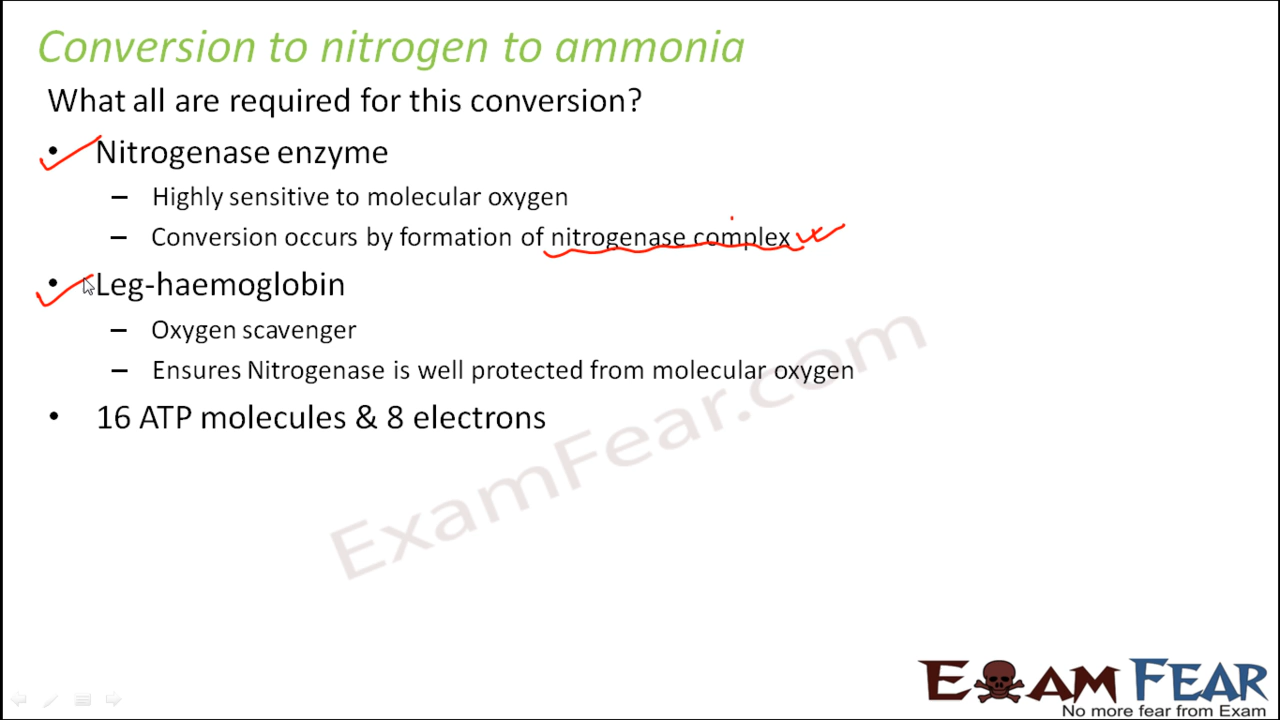 Conversion to nitrogen to ammonia
What all are required for this conversion?
• Nitrogenase enzyme
– Highly sensitive to molecular oxygen
– Conversion occurs by formation of nitrogenase complex
• Leg-haemoglobin
– Oxygen scavenger
– Ensures Nitrogenase is well protected from molecular oxygen
• 16 ATP molecules & 8 electrons
ExamFear.com
EXAM FEAR
No more fear from Exam